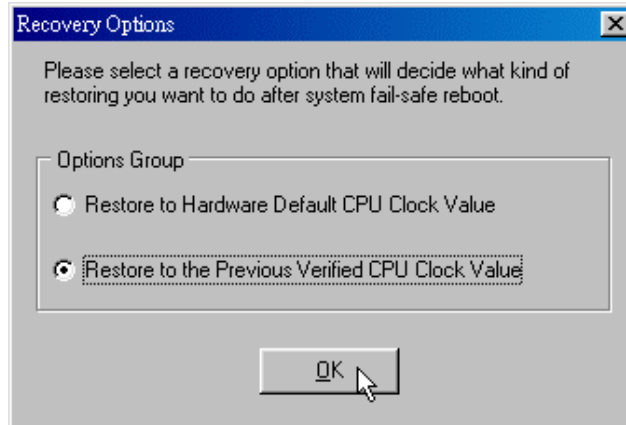 Recovery Options
Please select a recovery option that will decide what kind of
restoring you want to do after system fail-safe reboot.
Options Group
Restore to Hardware Default CPU Clock Value
Restore to the Previous Verified CPU Clock Value
OK